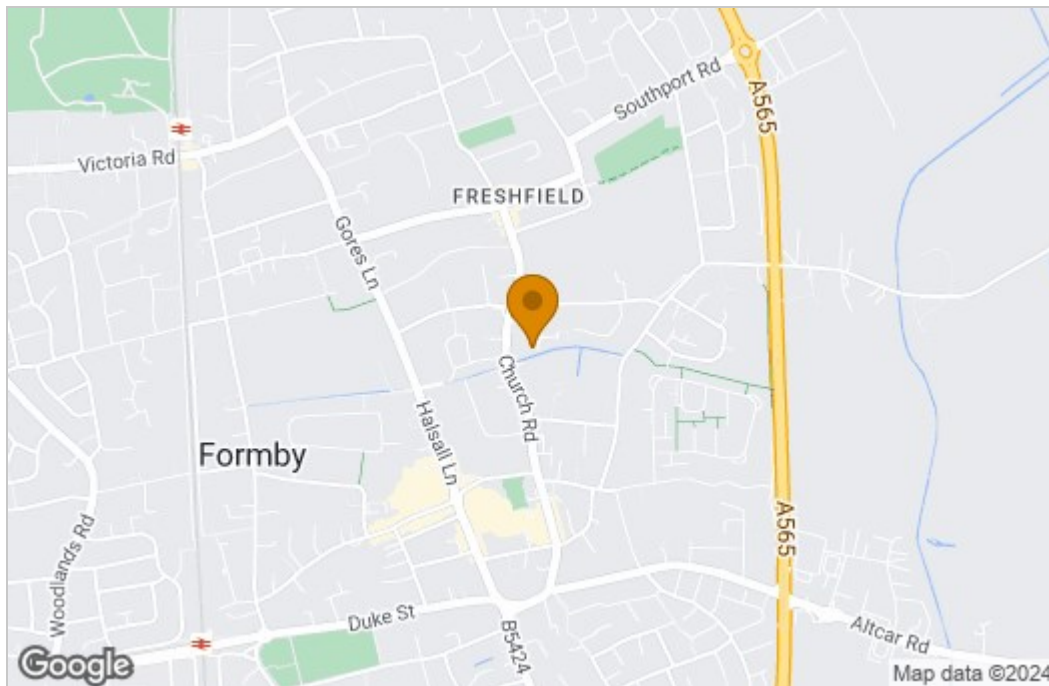 Southport Rd
A565
Victoria Rd
FRESHFIELD
Gores Ln
Church Rd
Halsall Ln
Formby
Woodlands Rd
A565
Duke St
B5424
Altcar Rd
Google
Map data ©2024